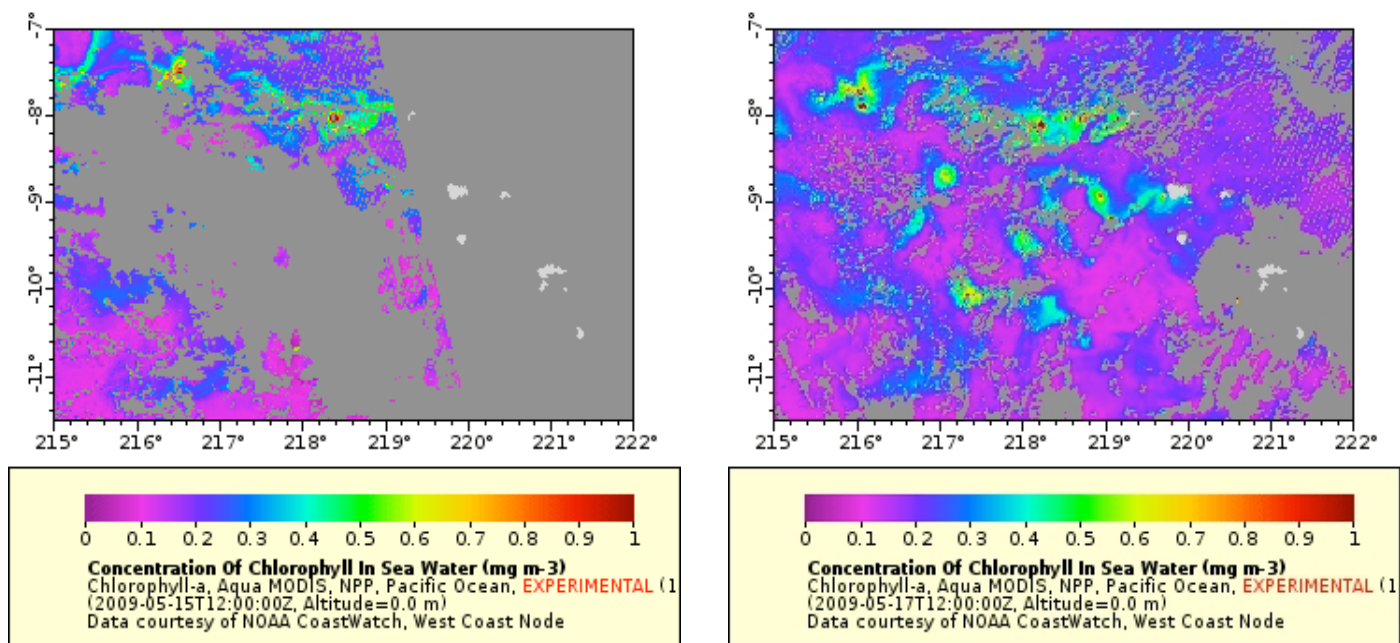 -7°
-8°
-9°
-10°
-11°
215° 216° 217° 218° 219° 220° 221° 222°
0 0.1 0.2 0.3 0.4 0.5 0.6 0.7 0.8 0.9 1
Concentration Of Chlorophyll In Sea Water (mg m-3)
Chlorophyll-a, Aqua MODIS, NPP, Pacific Ocean, EXPERIMENTAL (1
(2009-05-15T12:00:00Z, Altitude=0.0 m)
Data courtesy of NOAA CoastWatch, West Coast Node
-7°
-8°
-9°
-10°
-11°
215° 216° 217° 218° 219° 220° 221° 222°
0 0.1 0.2 0.3 0.4 0.5 0.6 0.7 0.8 0.9 1
Concentration Of Chlorophyll In Sea Water (mg m-3)
Chlorophyll-a, Aqua MODIS, NPP, Pacific Ocean, EXPERIMENTAL (1
(2009-05-17T12:00:00Z, Altitude=0.0 m)
Data courtesy of NOAA CoastWatch, West Coast Node